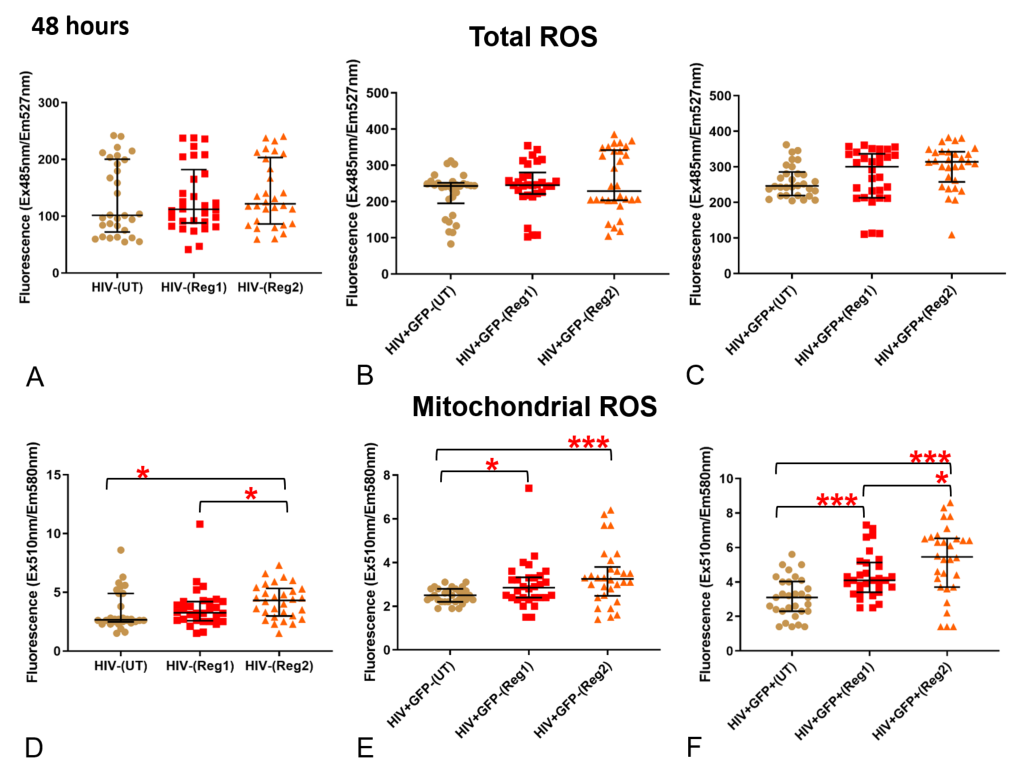 48 hours
Total ROS
Fluorescence (Ex485nm/Em527nm)
300
200
100
0
HIV-(UT) HIV-(Reg1) HIV-(Reg2)
A
Fluorescence (Ex485nm/Em527nm)
500
400
300
200
100
0
HIV+GFP-(UT)
HIV+GFP-(Reg1)
HIV+GFP-(Reg2)
B
Fluorescence (Ex485nm/Em527nm)
500
400
300
200
100
0
HIV+GFP+(UT)
HIV+GFP+(Reg1)
HIV+GFP+(Reg2)
C
Mitochondrial ROS
Fluorescence (Ex510nm/Em580nm)
15
10
5
0
*
*
HIV-(UT) HIV-(Reg1) HIV-(Reg2)
D
Fluorescence (Ex510nm/Em580nm)
8
6
4
2
0
***
*
HIV+GFP-(UT)
HIV+GFP-(Reg1)
HIV+GFP-(Reg2)
E
Fluorescence (Ex510nm/Em580nm)
10
8
6
4
2
0
***
*
***
HIV+GFP+(UT)
HIV+GFP+(Reg1)
HIV+GFP+(Reg2)
F